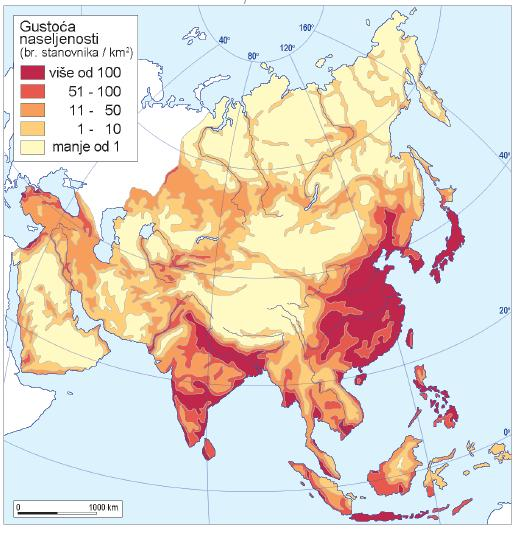 Gustoća
naseljenosti
(br. stanovnika / km²)
više od 100
51 - 100
11 - 50
1 - 10
manje od 1
40°
80°
120°
160°
40°
20°
0°
0 1000 km